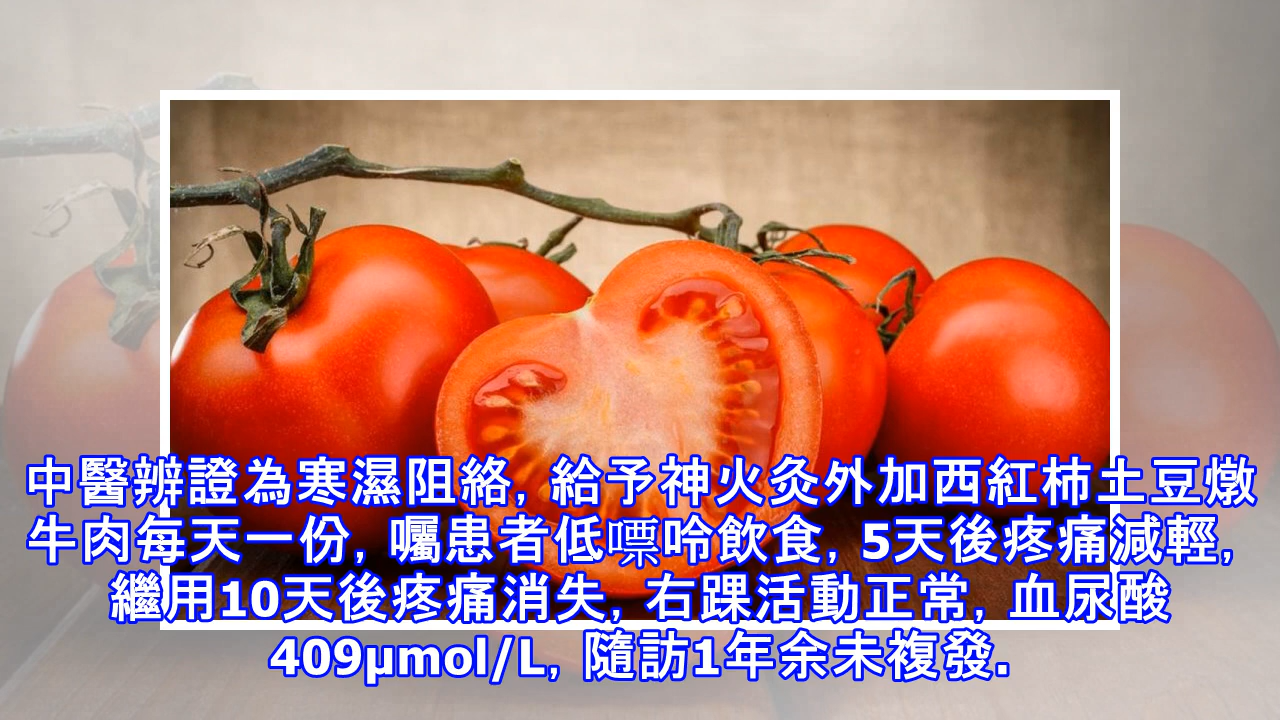 中醫辨證為寒濕阻絡, 給予神火灸外加西紅柿土豆燉
牛肉每天一份, 囑患者低嘌呤飲食, 5天後疼痛減輕,
繼用10天後疼痛消失, 右踝活動正常, 血尿酸
409μmol/L, 隨訪1年余未複發.